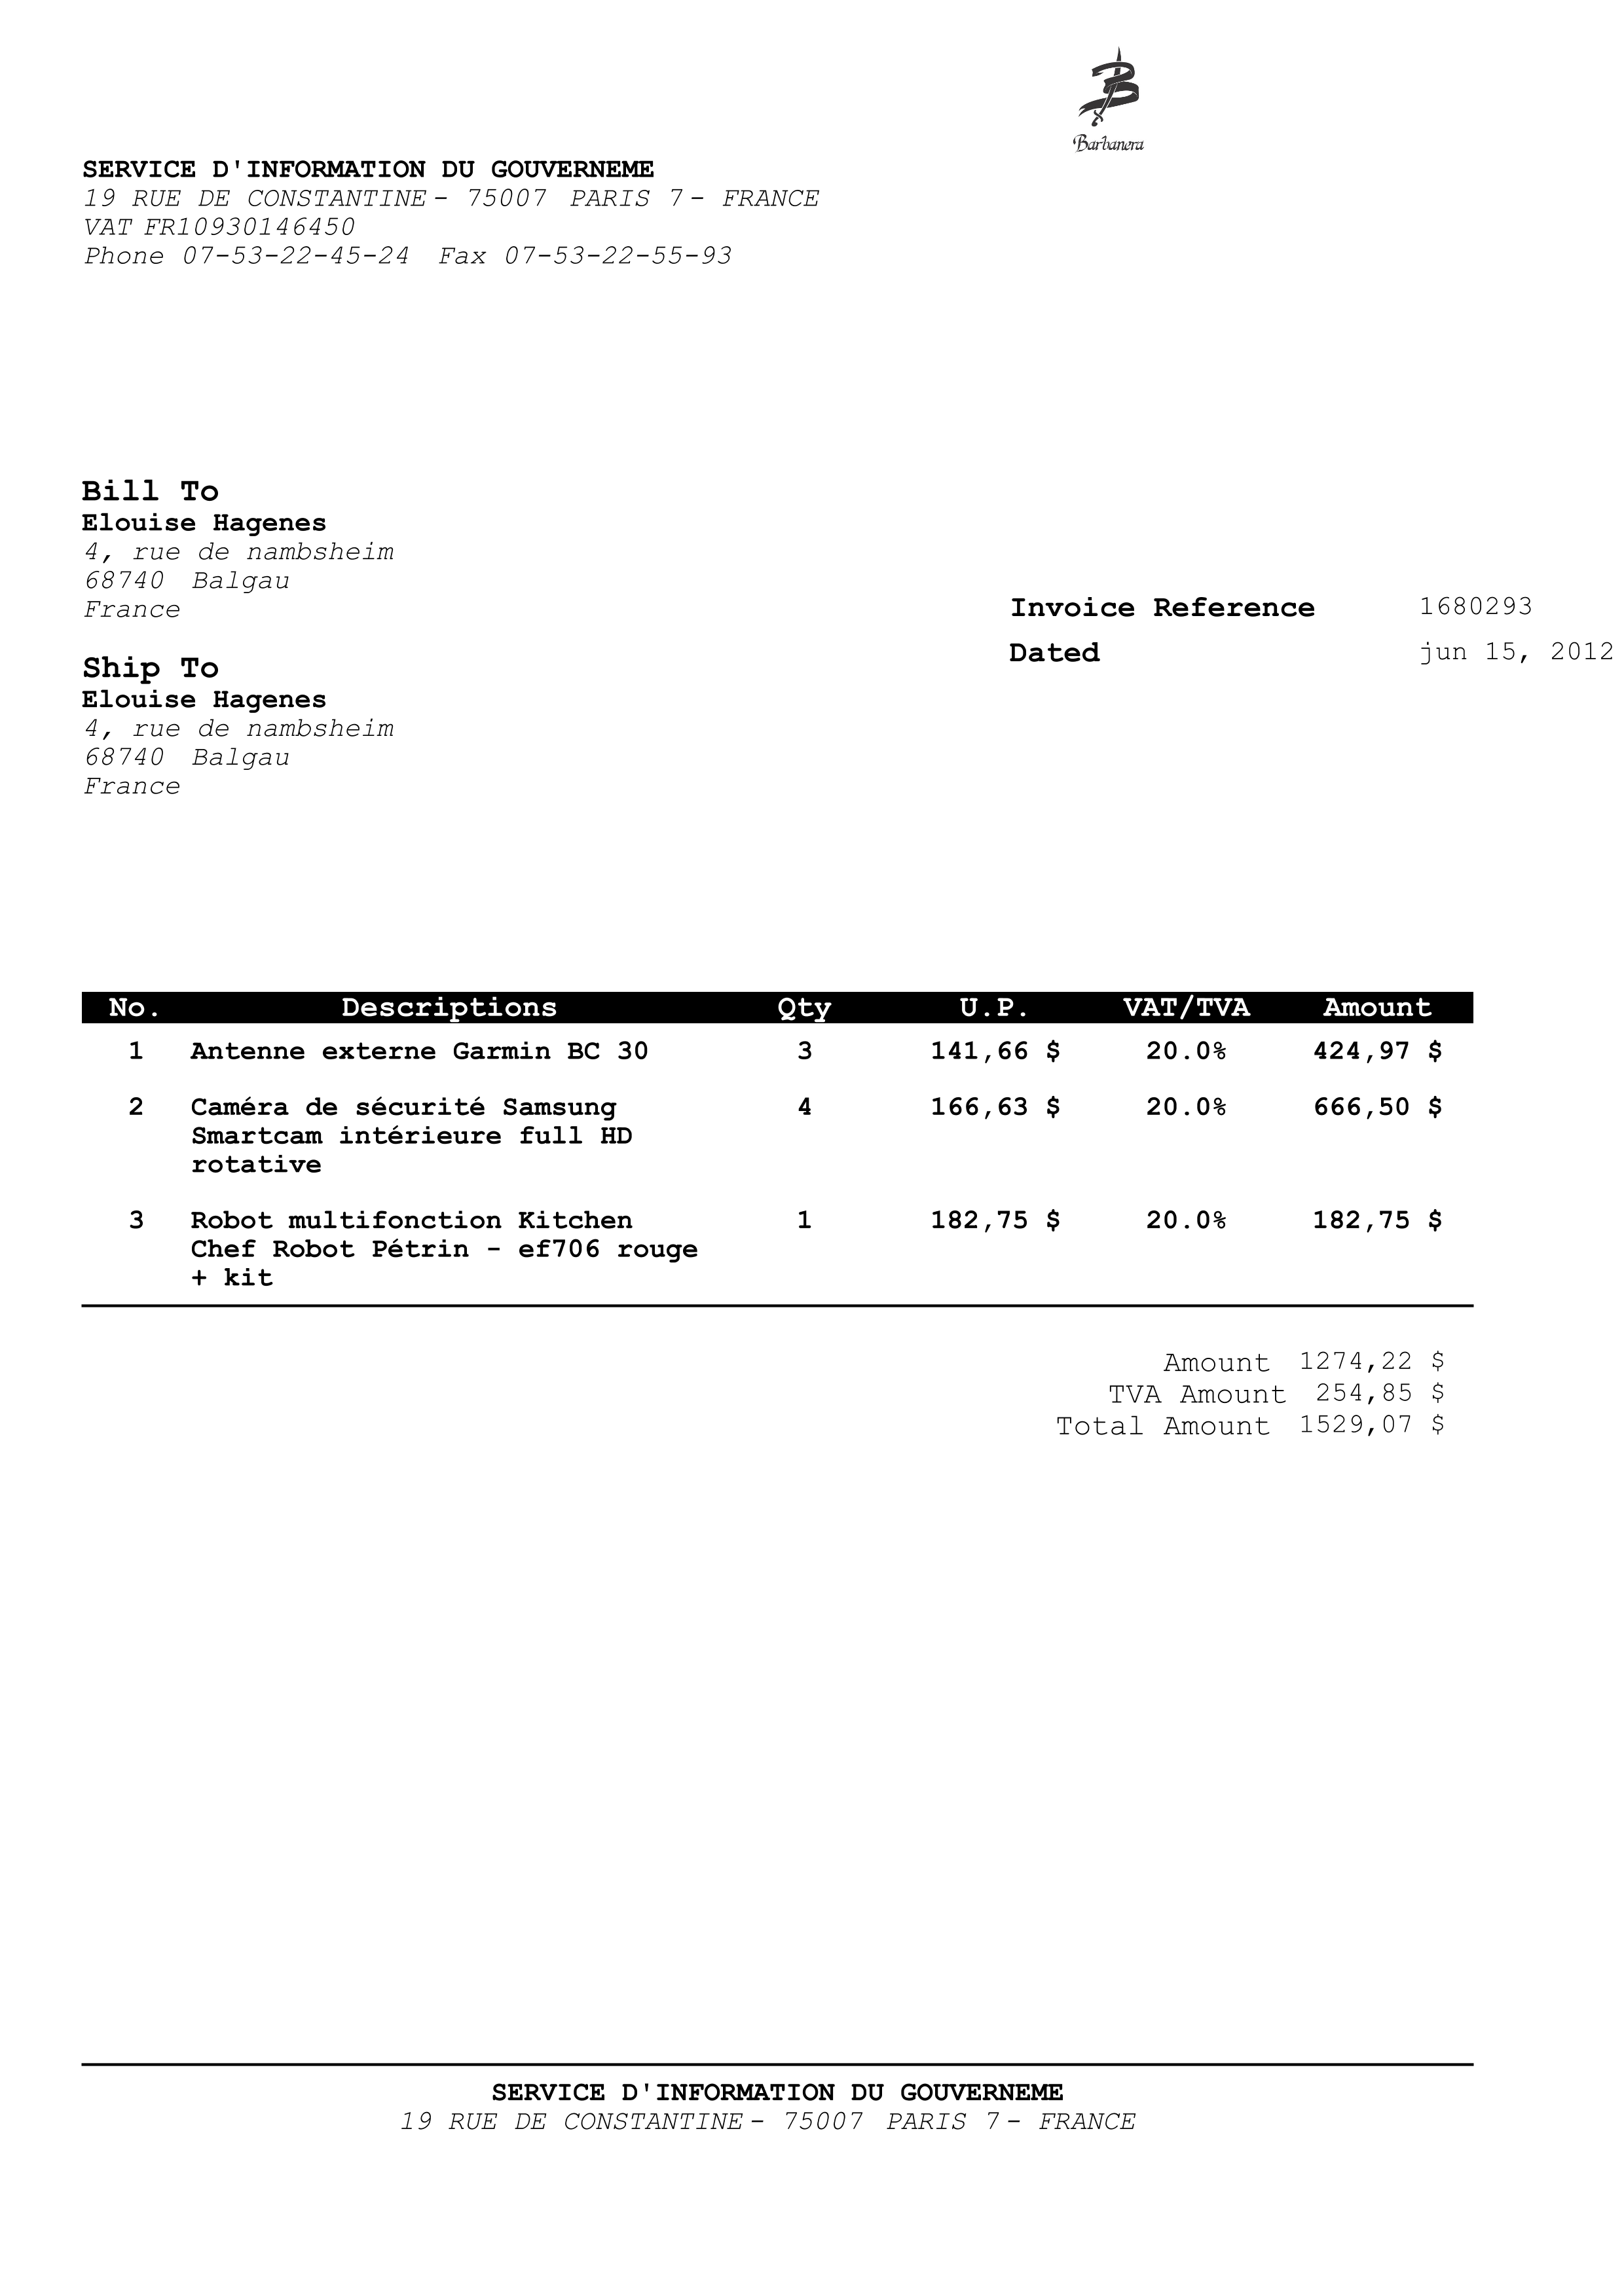 Barbanera
SERVICE D'INFORMATION DU GOUVERNEME
19 RUE DE CONSTANTINE - 75007 PARIS 7 - FRANCE
VAT FR10930146450
Phone 07-53-22-45-24 Fax 07-53-22-55-93
Bill To
Elouise Hagenes
4, rue de nambsheim
68740 Balgau
France
Invoice Reference 1680293
Dated jun 15, 2012
Ship To
Elouise Hagenes
4, rue de nambsheim
68740 Balgau
France
No. Descriptions Qty U.P. VAT/TVA Amount
1 Antenne externe Garmin BC 30 3 141,66 $ 20.0% 424,97 $
2 Caméra de sécurité Samsung 4 166,63 $ 20.0% 666,50 $
Smartcam intérieure full HD
rotative
3 Robot multifonction Kitchen 1 182,75 $ 20.0% 182,75 $
Chef Robot Pétrin - ef706 rouge
+ kit
Amount 1274,22 $
TVA Amount 254,85 $
Total Amount 1529,07 $
SERVICE D'INFORMATION DU GOUVERNEME
19 RUE DE CONSTANTINE - 75007 PARIS 7 - FRANCE